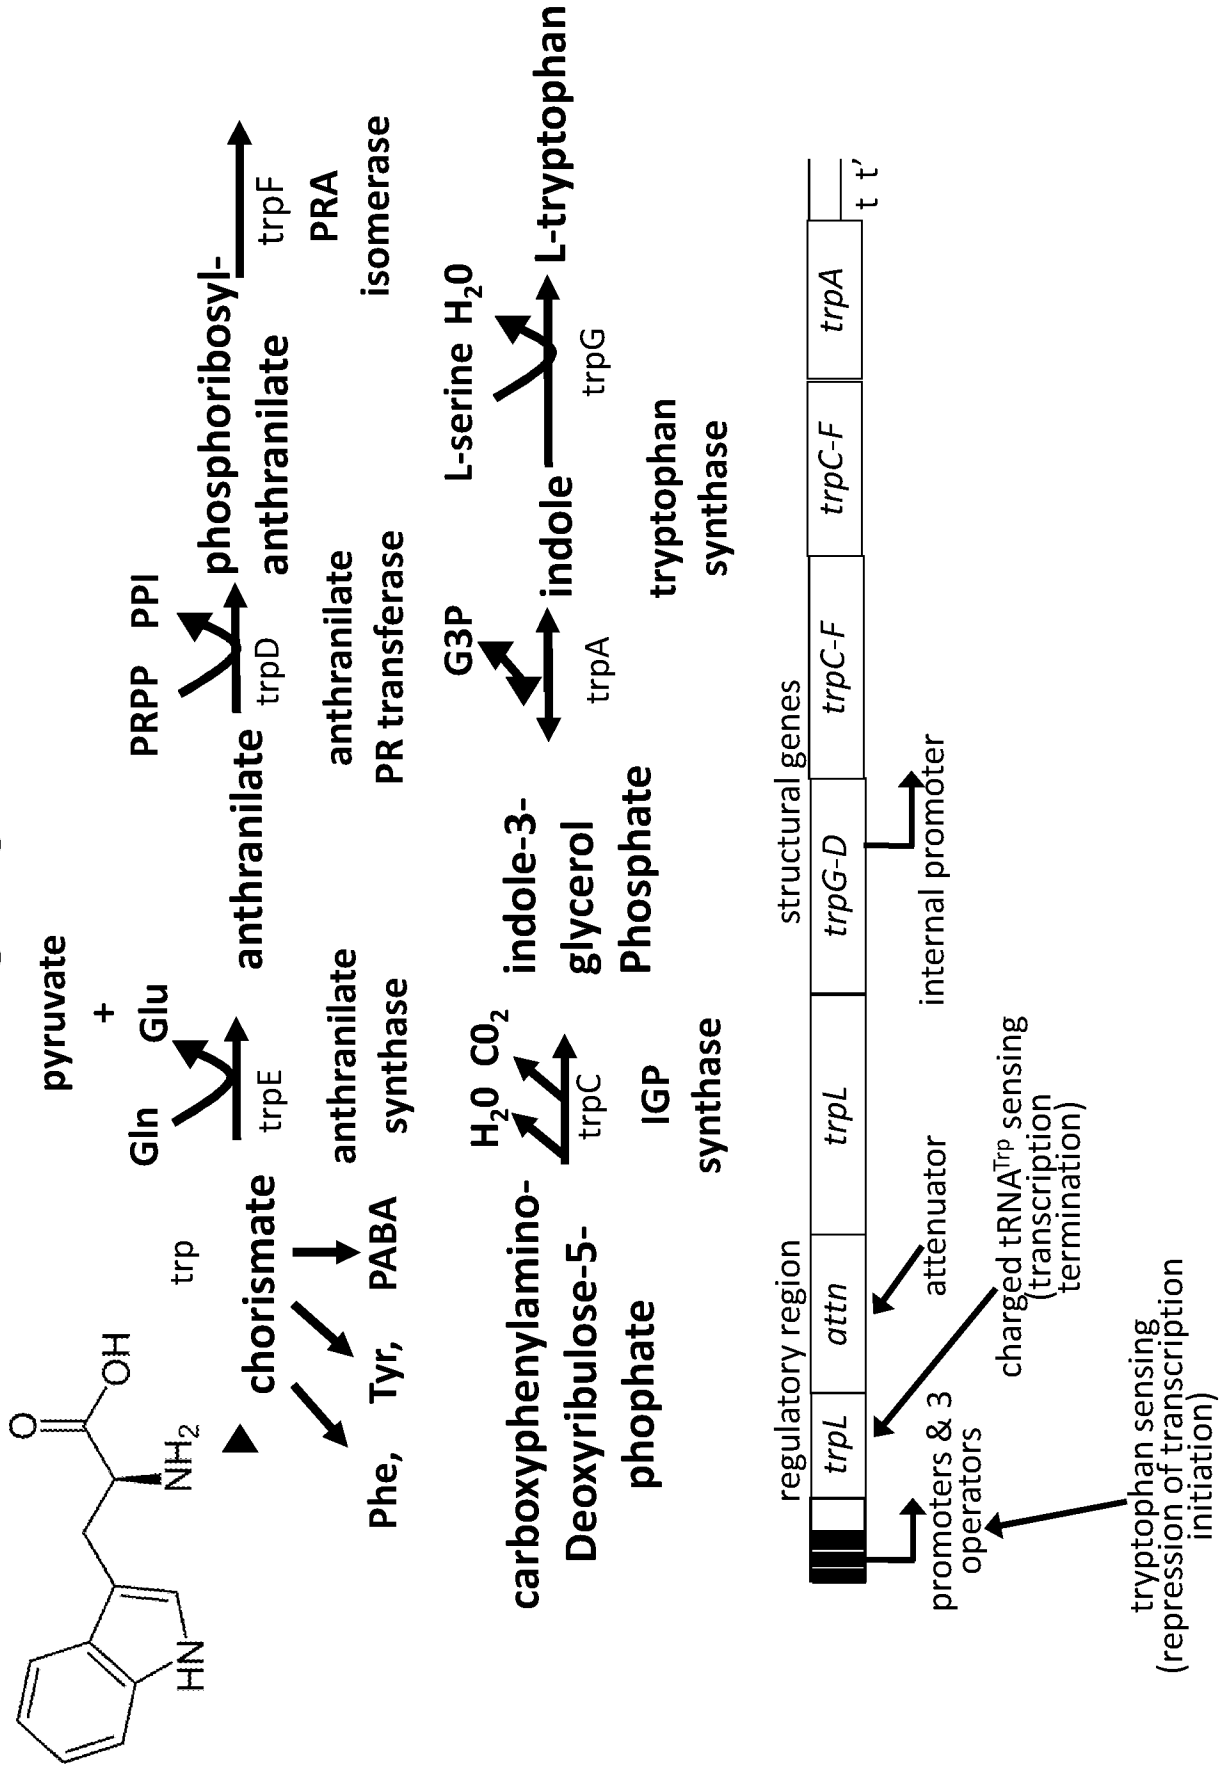 O
OH
NH2
HN
trp
pyruvate
+
Gln Glu
chorismate
trpE
anthranilate
synthase
Phe, Tyr, PABA
anthranilate
PRPP PPI
trpD
anthranilate
PR transferase
phosphoribosyl-
anthranilate
trpF
PRA
isomerase
carboxyphenylamino-
Deoxyribulose-5-
phophate
H20 C02
trpC
IGP
synthase
indole-3-
glycerol
Phosphate
G3P
trpA
indole
tryptophan
synthase
L-serine H20
trpG
L-tryptophan
regulatory region
structural genes
trpL
attn
trpL
trpG-D
trpC-F
trpC-F
trpA
t t'
promoters & 3
operators
attenuator
internal promoter
charged tRNATrp sensing
(transcription
termination)
tryptophan sensing
(repression of transcription
initiation)